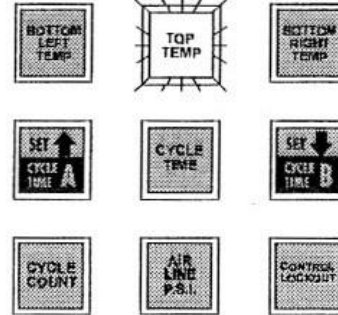 BOTTOM
LEFT
TEMP
TOP
TEMP
BOTTOM
RIGHT
TEMP
SET
CYCLE
TIME A
CYCLE
TIME
SET
CYCLE
TIME B
CYCLE
COUNT
AIR
LINE
P.S.I.
CONTROL
LOCKOUT